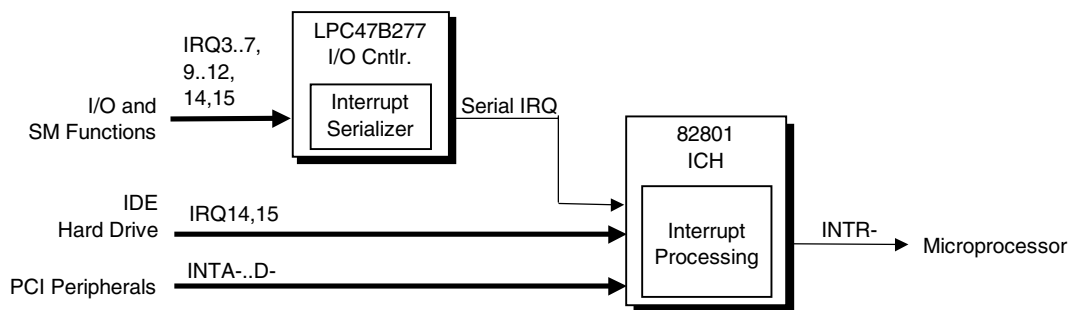 IRQ3..7,
9..12,
14,15
I/O and
SM Functions
LPC47B277
I/O Cntlr.
Interrupt
Serializer
Serial IRQ
82801
ICH
Interrupt
Processing
IDE
Hard Drive
IRQ14,15
PCI Peripherals
INTA-..D-
INTR-
Microprocessor